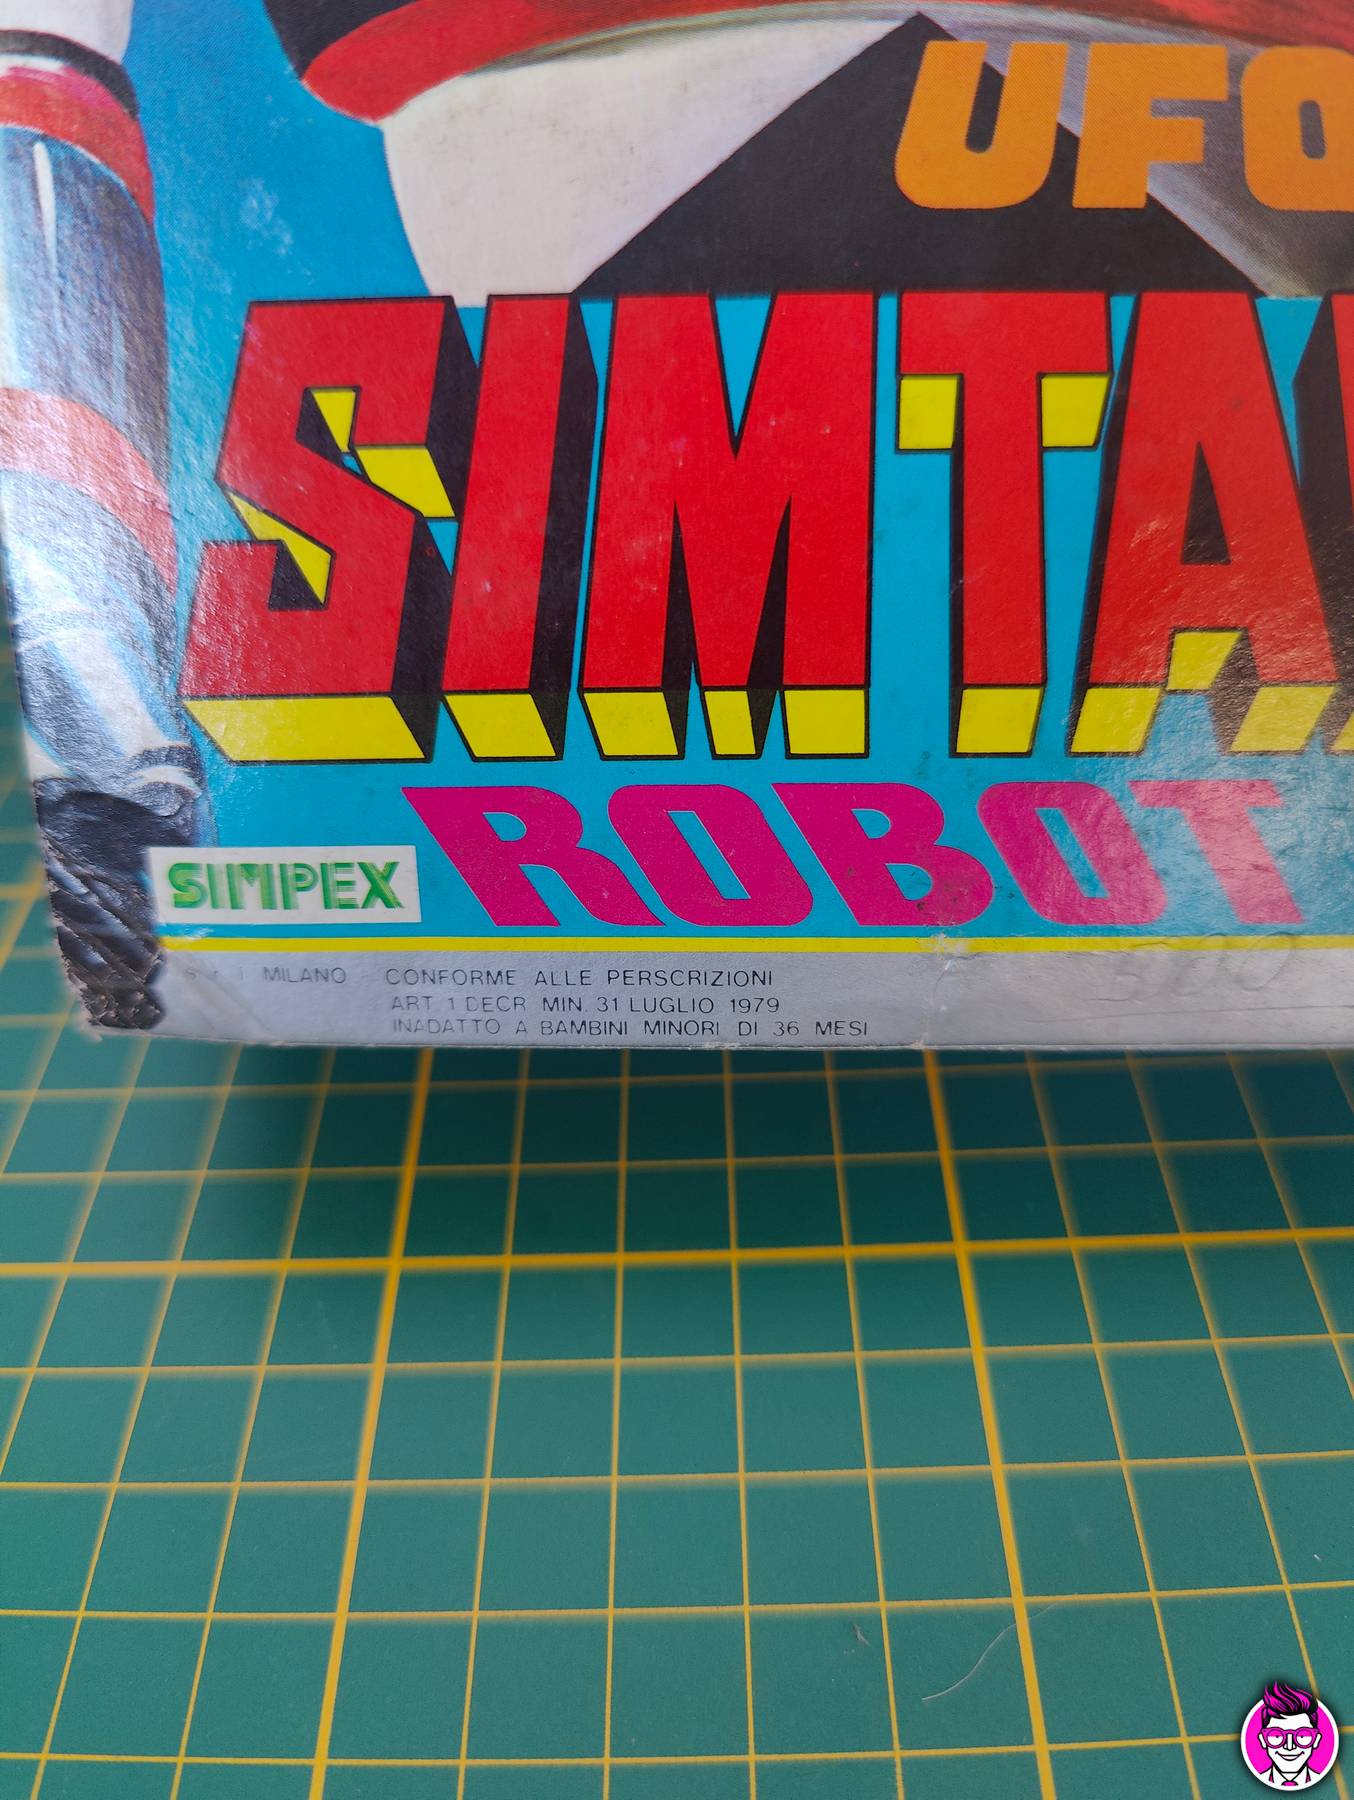 UFO
SIMTA
ROBOT
SIMPEX
MILANO CONFORME ALLE PERSCRIZIONI
ART. 1 DECR. MIN. 31 LUGLIO 1979
INADATTO A BAMBINI MINORI DI 36 MESI